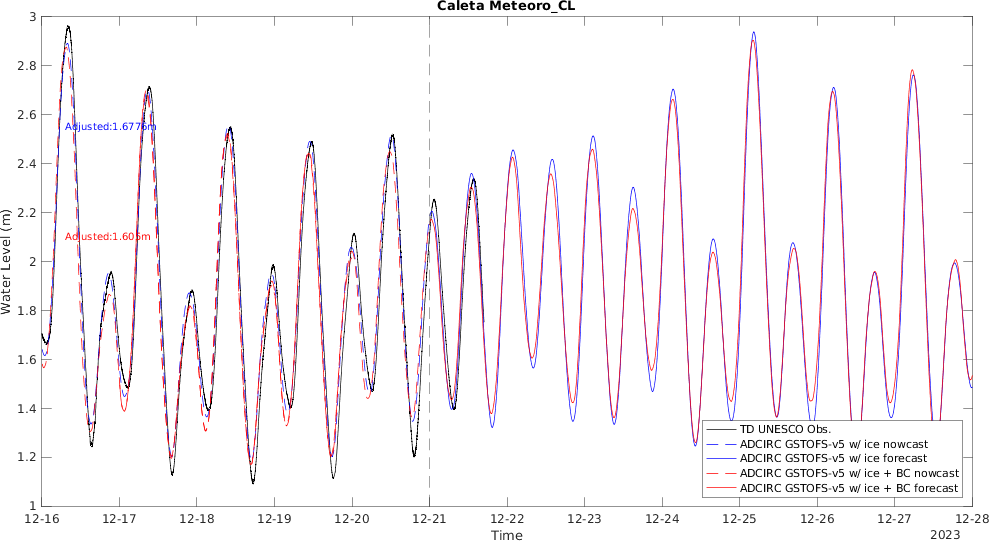 Caleta Meteoro_CL
3
2.8
2.6
2.4
2.2
2
1.8
1.6
1.4
1.2
1
Water Level (m)
Adjusted:1.6776m
Adjusted:1.605m
TD UNESCO Obs.
ADCIRC GSTOFS-v5 w/ ice nowcast
ADCIRC GSTOFS-v5 w/ ice forecast
ADCIRC GSTOFS-v5 w/ ice + BC nowcast
ADCIRC GSTOFS-v5 w/ ice + BC forecast
12-16 12-17 12-18 12-19 12-20 12-21 12-22 12-23 12-24 12-25 12-26 12-27 12-28
Time
2023